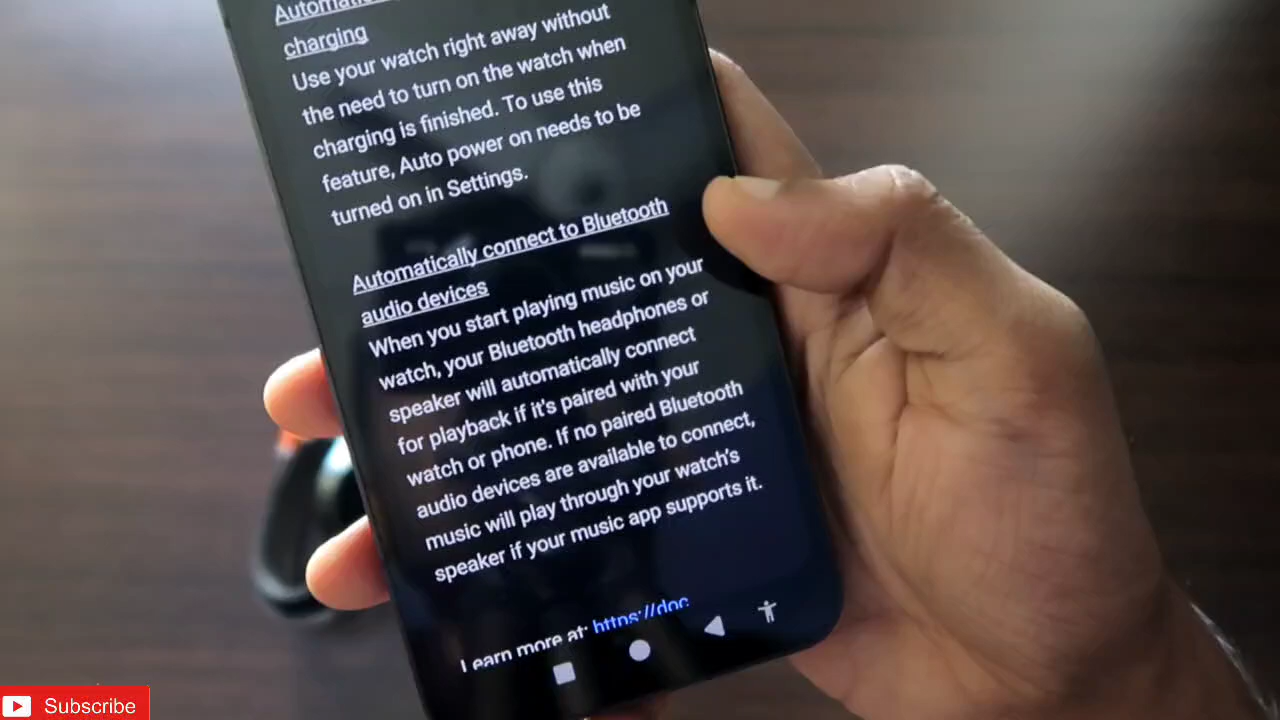 Automatic
charging
Use your watch right away without
the need to turn on the watch when
charging is finished. To use this
feature, Auto power on needs to be
turned on in Settings.
Automatically connect to Bluetooth
audio devices
When you start playing music on your
watch, your Bluetooth headphones or
speaker will automatically connect
for playback if it's paired with your
watch or phone. If no paired Bluetooth
audio devices are available to connect,
music will play through your watch's
speaker if your music app supports it.
Learn more at: https://doc
Subscribe